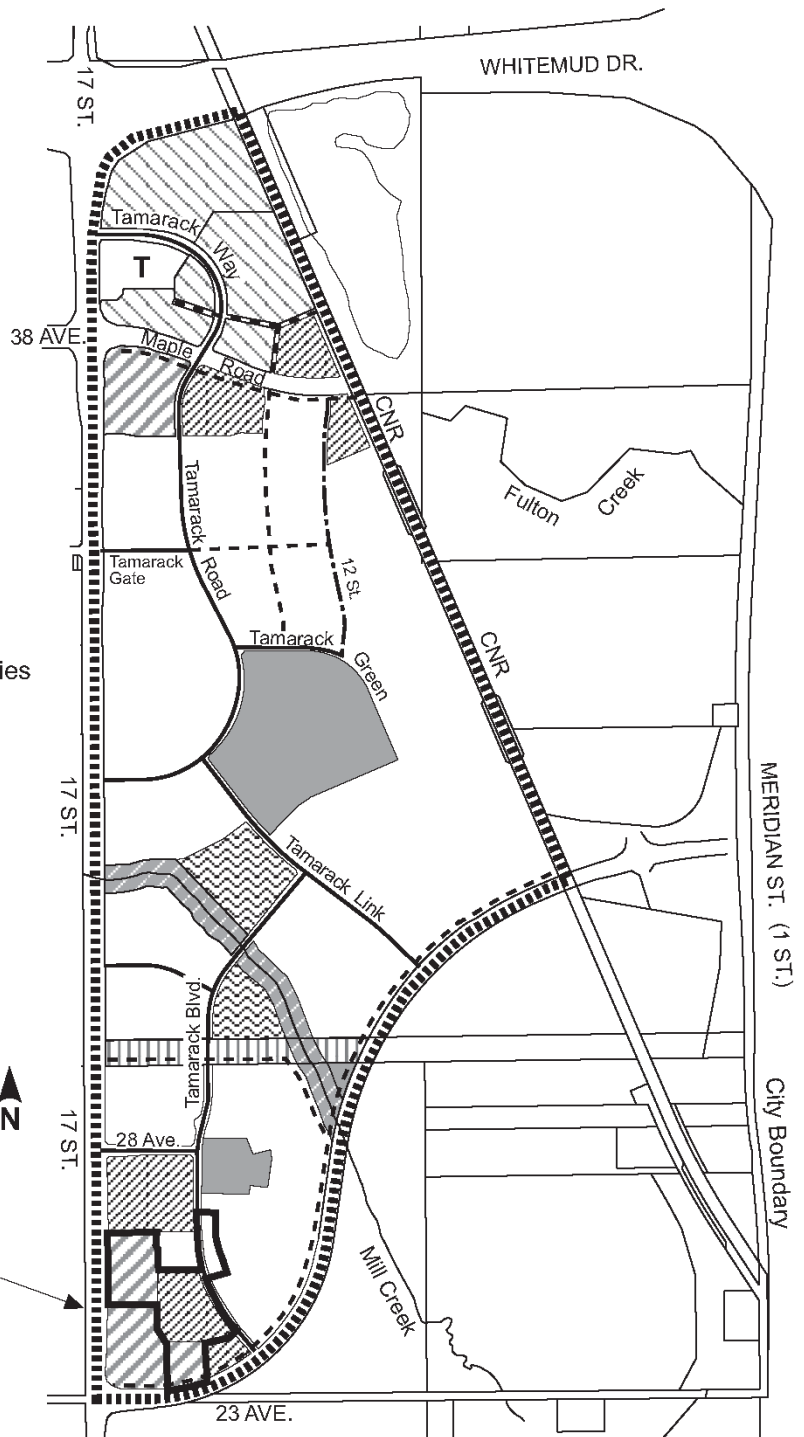 WHITEMUD DR.
17 ST.
Tamarack
Way
T
38 AVE.
Maple
Road
CNR
Fulton
Creek
Tamarack
Road
Tamarack
Gate
12 St.
Tamarack
Green
CNR
ies
17 ST.
MERIDIAN ST. (1 ST.)
Tamarack Link
Tamarack Blvd.
N
City Boundary
17 ST.
28 Ave.
Mill Creek
23 AVE.